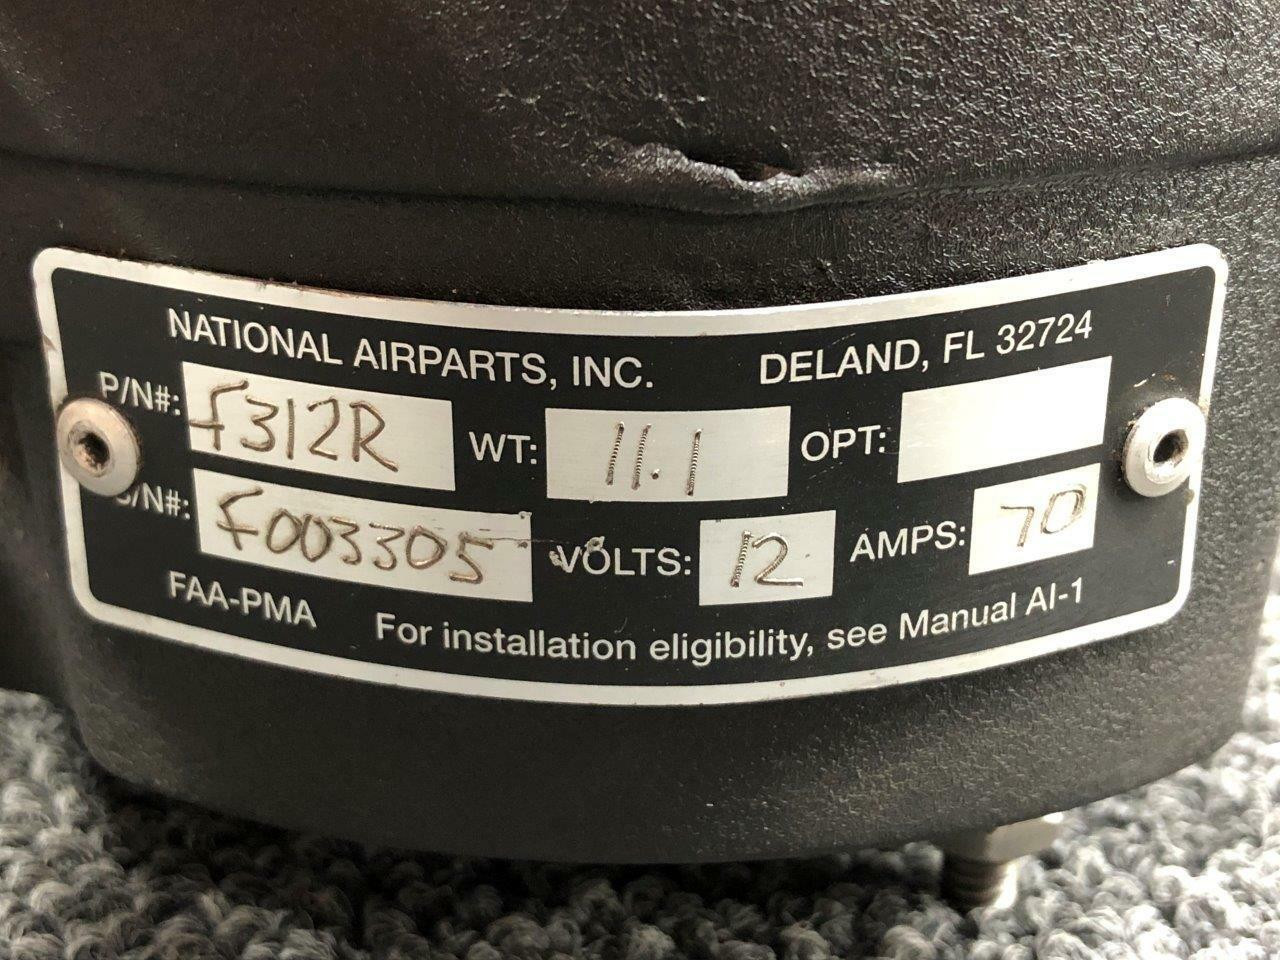 NATIONAL AIRPARTS, INC. DELAND, FL 32724
P/N#: F312R WT: 11.1 OPT:
S/N#: F003305 VOLTS: 12 AMPS: 70
FAA-PMA For installation eligibility, see Manual AI-1